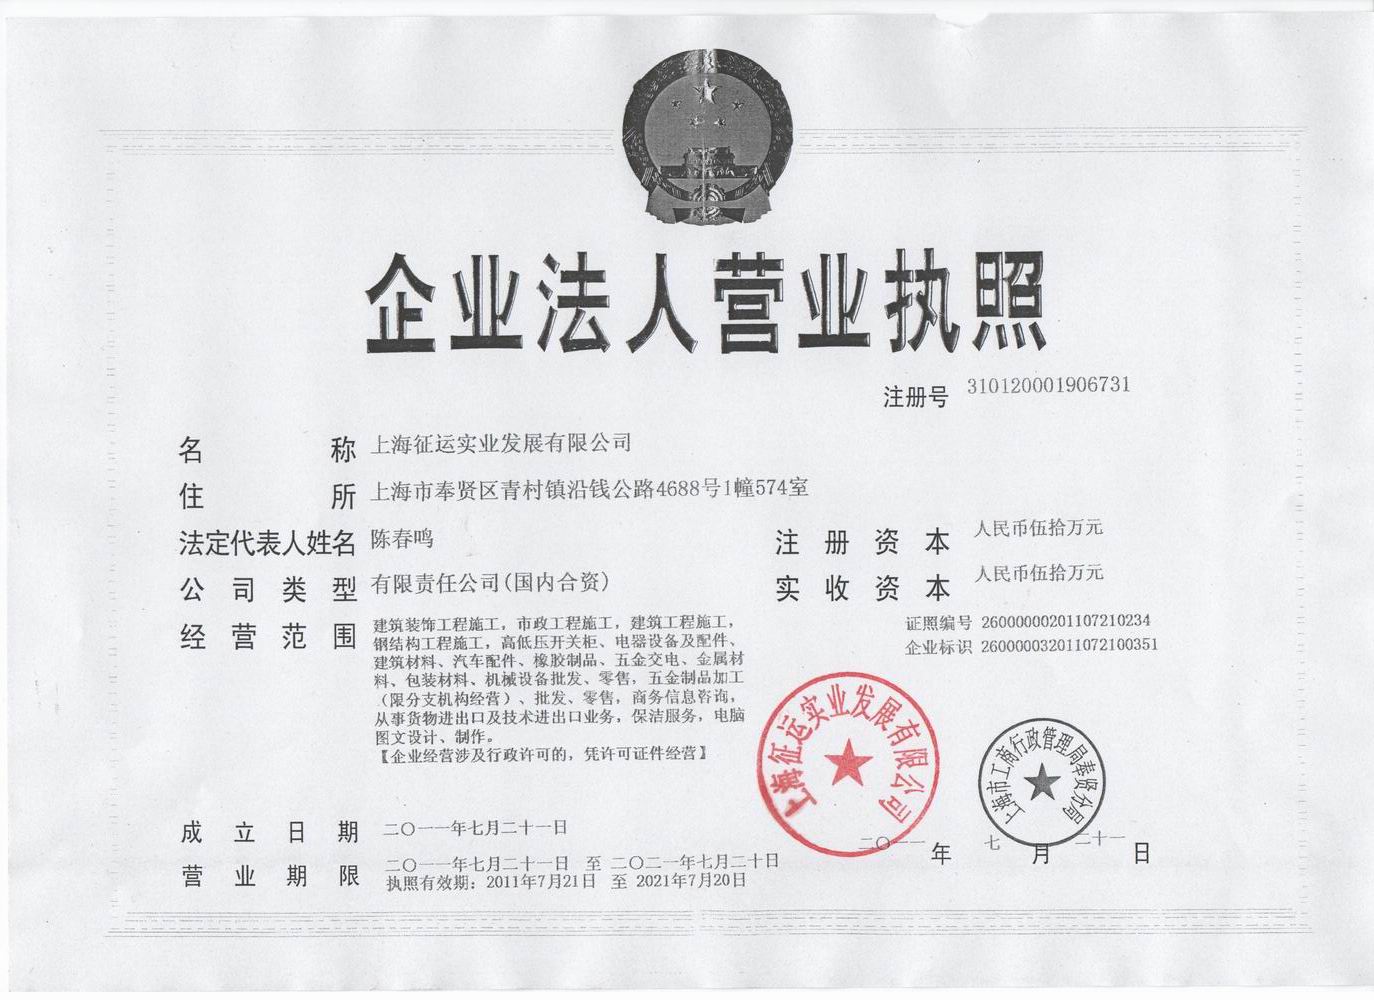 企业法人营业执照
注册号 310120001906731
名称 上海征运实业发展有限公司
住所 上海市奉贤区青村镇沿钱公路4688号1幢574室
法定代表人姓名 陈春鸣
注册资本 人民币伍拾万元
公司类型 有限责任公司(国内合资)
实收资本 人民币伍拾万元
经营范围 建筑装饰工程施工，市政工程施工，建筑工程施工，
钢结构工程施工，高低压开关柜、电器设备及配件、
建筑材料、汽车配件、橡胶制品、五金交电、金属材
料、包装材料、机械设备批发、零售，五金制品加工
（限分支机构经营）、批发、零售，商务信息咨询，
从事货物进出口及技术进出口业务，保洁服务，电脑
图文设计、制作。
【企业经营涉及行政许可的，凭许可证件经营】
证照编号 26000000201107210234
企业标识 260000032011072100351
上海征运实业发展有限公司
上海市工商行政管理局奉贤分局
成立日期 二〇一一年七月二十一日
二〇一一年七月二十一日
营业期限 二〇一一年七月二十一日 至 二〇二一年七月二十日
执照有效期：2011年7月21日 至 2021年7月20日